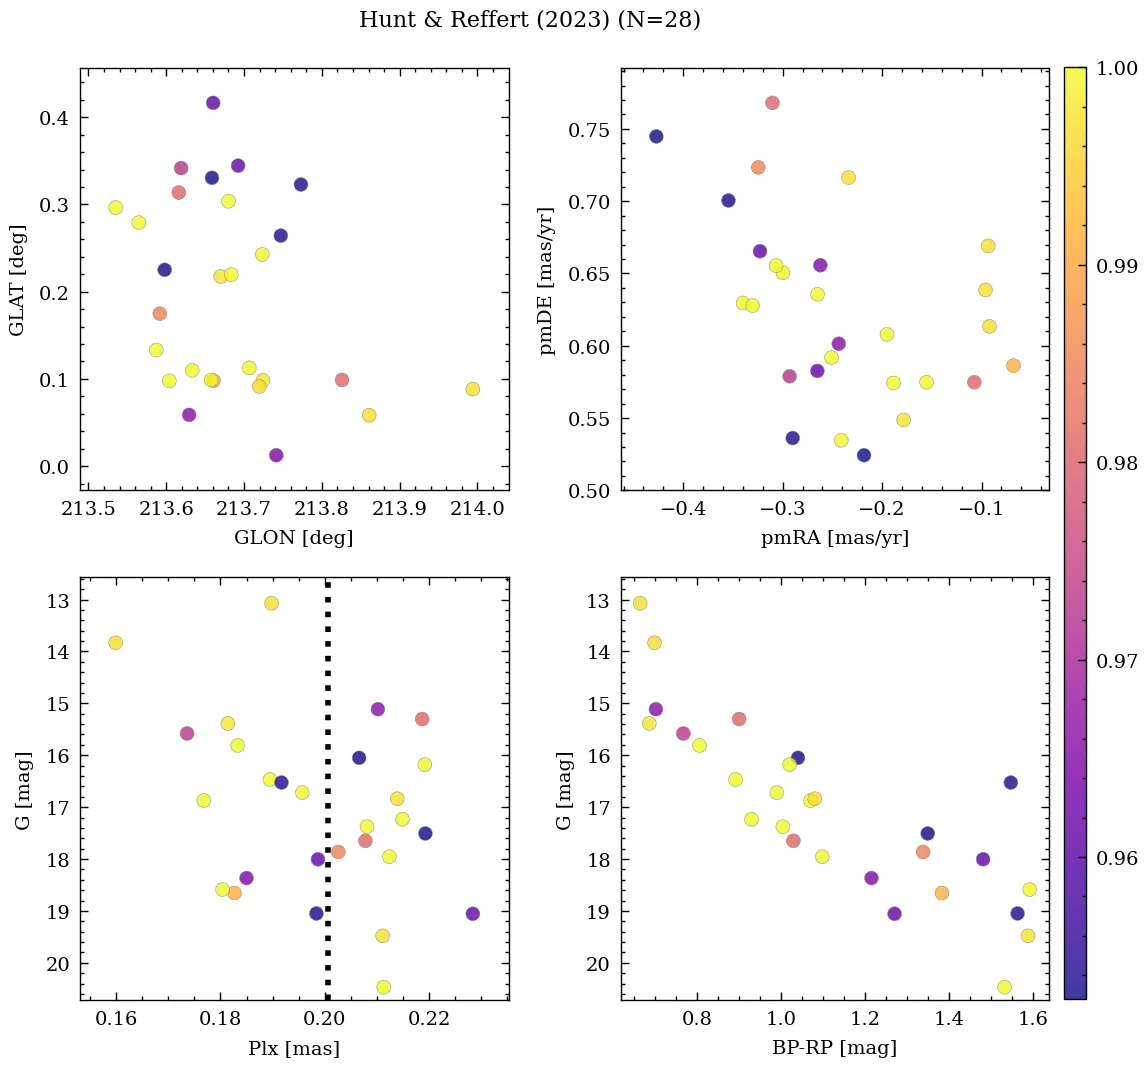 Hunt & Reffert (2023) (N=28)
GLAT [deg]
0.4
0.3
0.2
0.1
0.0
213.5 213.6 213.7 213.8 213.9 214.0
GLON [deg]
pmDE [mas/yr]
0.75
0.70
0.65
0.60
0.55
0.50
−0.4 −0.3 −0.2 −0.1
pmRA [mas/yr]
G [mag]
13
14
15
16
17
18
19
20
0.16 0.18 0.20 0.22
Plx [mas]
G [mag]
13
14
15
16
17
18
19
20
0.8 1.0 1.2 1.4 1.6
BP-RP [mag]
1.00
0.99
0.98
0.97
0.96